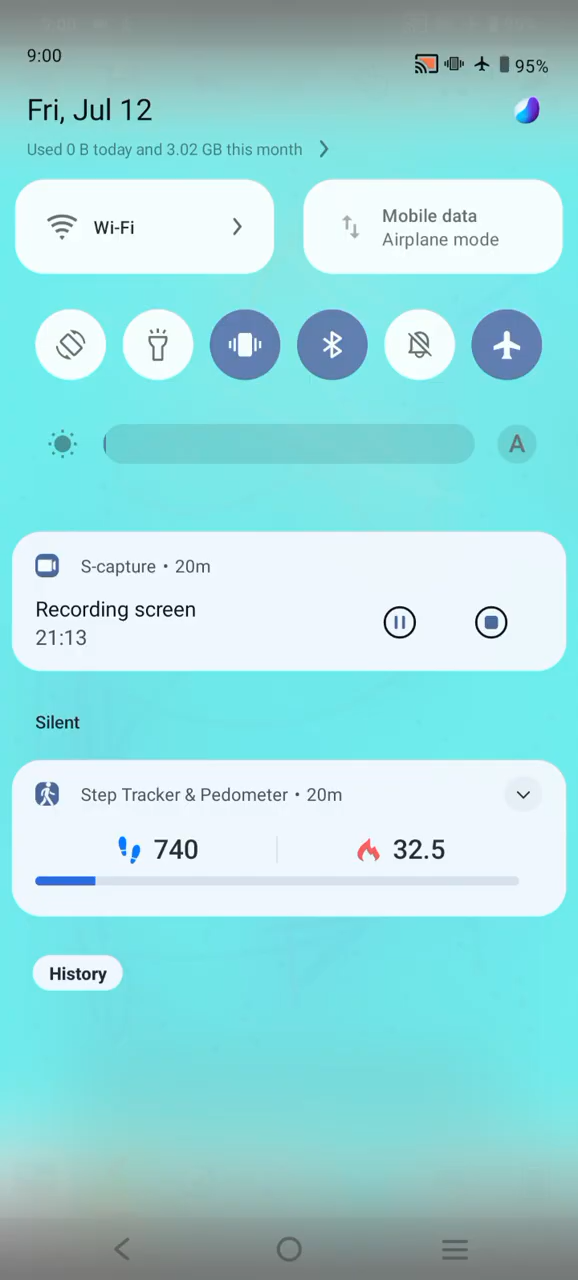 9:00
95%
Fri, Jul 12
Used 0 B today and 3.02 GB this month
Wi-Fi
Mobile data
Airplane mode
A
S-capture • 20m
Recording screen
21:13
Silent
Step Tracker & Pedometer • 20m
740
32.5
History